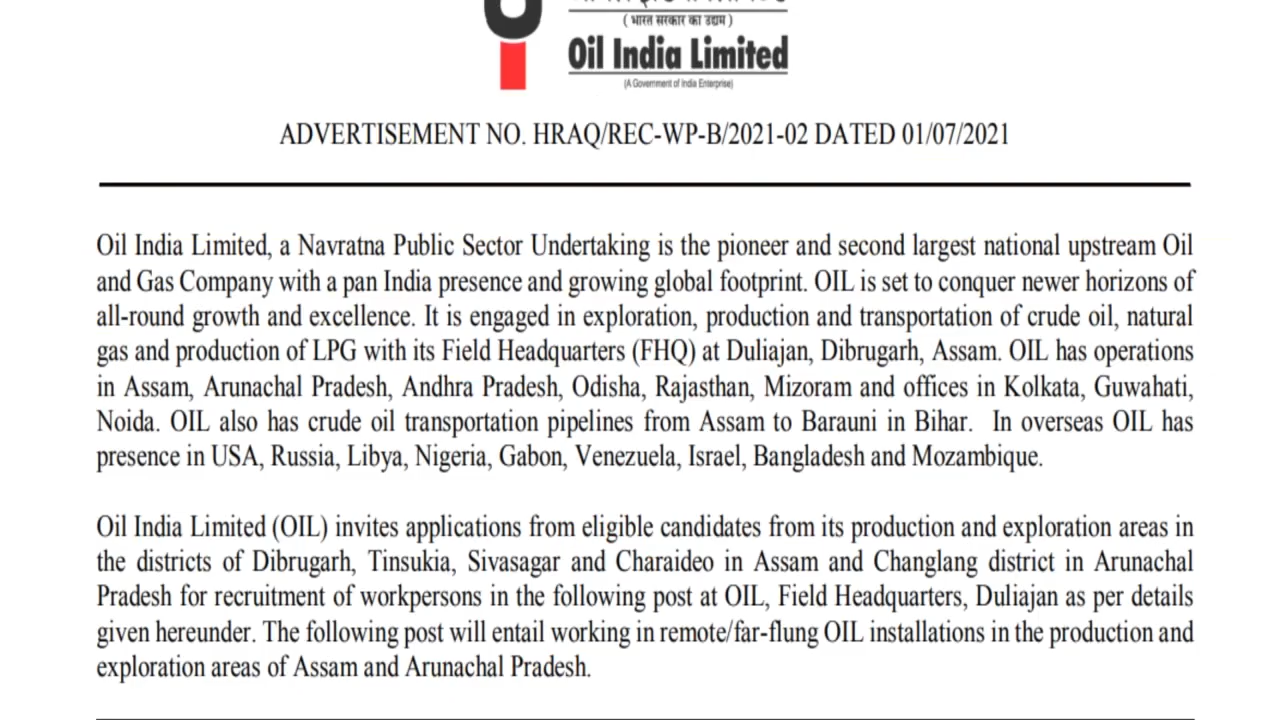 ( भारत सरकार का उद्यम )
Oil India Limited
(A Government of India Enterprise)
ADVERTISEMENT NO. HRAQ/REC-WP-B/2021-02 DATED 01/07/2021
Oil India Limited, a Navratna Public Sector Undertaking is the pioneer and second largest national upstream Oil
and Gas Company with a pan India presence and growing global footprint. OIL is set to conquer newer horizons of
all-round growth and excellence. It is engaged in exploration, production and transportation of crude oil, natural
gas and production of LPG with its Field Headquarters (FHQ) at Duliajan, Dibrugarh, Assam. OIL has operations
in Assam, Arunachal Pradesh, Andhra Pradesh, Odisha, Rajasthan, Mizoram and offices in Kolkata, Guwahati,
Noida. OIL also has crude oil transportation pipelines from Assam to Barauni in Bihar. In overseas OIL has
presence in USA, Russia, Libya, Nigeria, Gabon, Venezuela, Israel, Bangladesh and Mozambique.
Oil India Limited (OIL) invites applications from eligible candidates from its production and exploration areas in
the districts of Dibrugarh, Tinsukia, Sivasagar and Charaideo in Assam and Changlang district in Arunachal
Pradesh for recruitment of workpersons in the following post at OIL, Field Headquarters, Duliajan as per details
given hereunder. The following post will entail working in remote/far-flung OIL installations in the production and
exploration areas of Assam and Arunachal Pradesh.